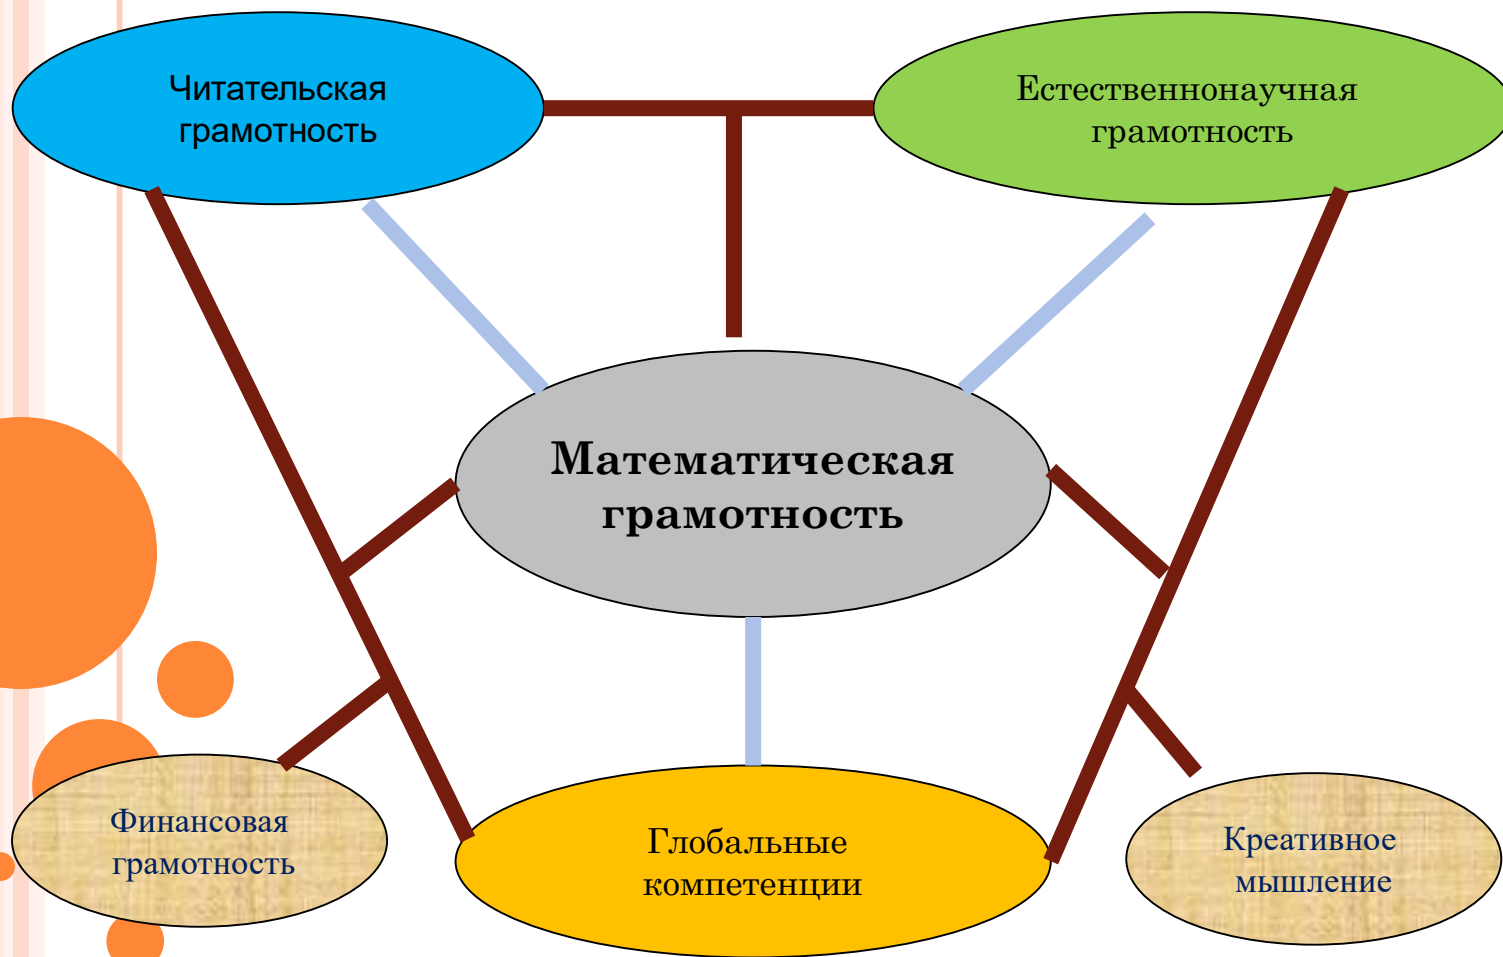 Читательская
грамотность
Естественнонаучная
грамотность
Математическая
грамотность
Финансовая
грамотность
Глобальные
компетенции
Креативное
мышление